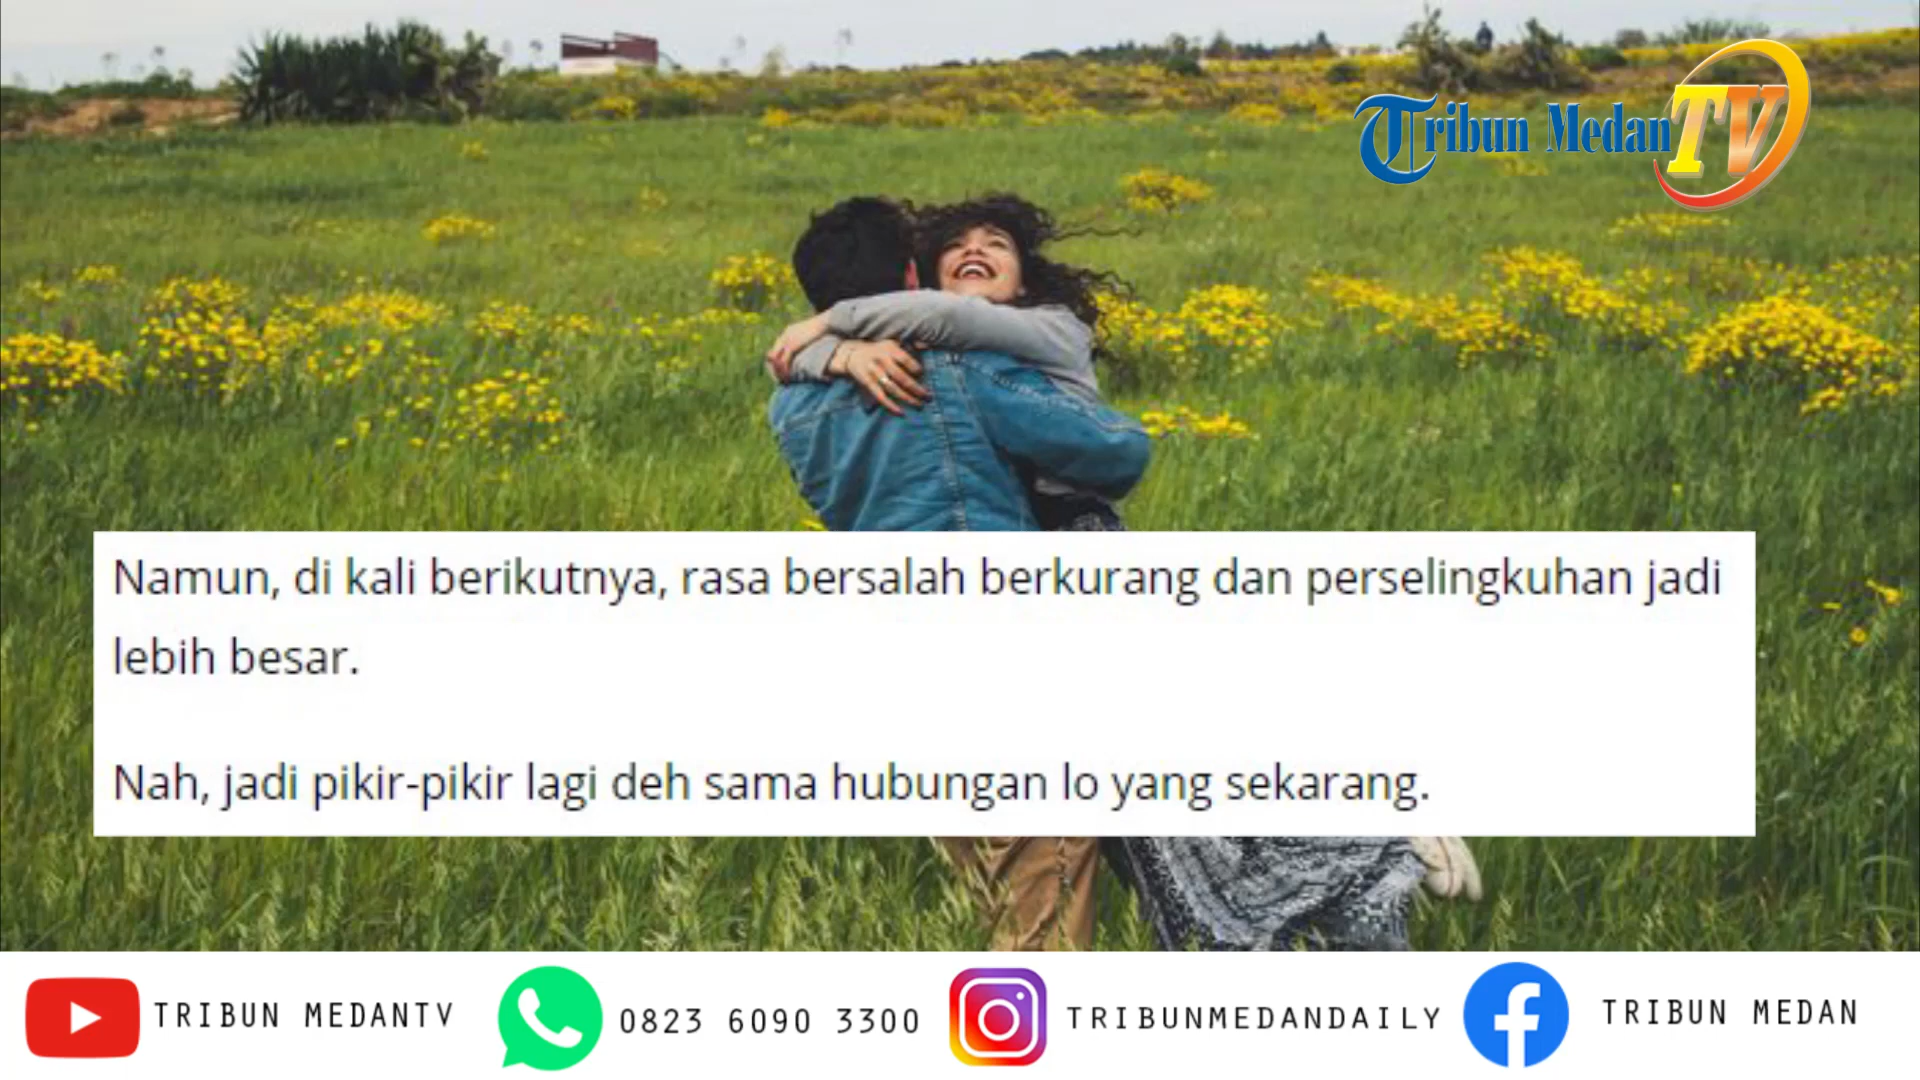 Tribun Medan TV
Namun, di kali berikutnya, rasa bersalah berkurang dan perselingkuhan jadi
lebih besar.
Nah, jadi pikir-pikir lagi deh sama hubungan lo yang sekarang.
TRIBUN MEDANTV
0823 6090 3300
TRIBUNMEDANDAILY
TRIBUN MEDAN